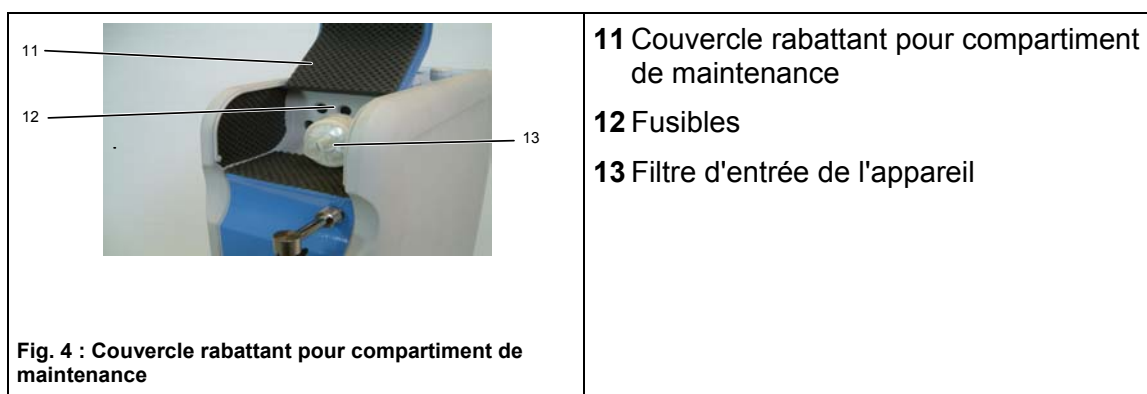 11
12
13
Fig. 4 : Couvercle rabattant pour compartiment de
maintenance
11 Couvercle rabattant pour compartiment
de maintenance
12 Fusibles
13 Filtre d'entrée de l'appareil